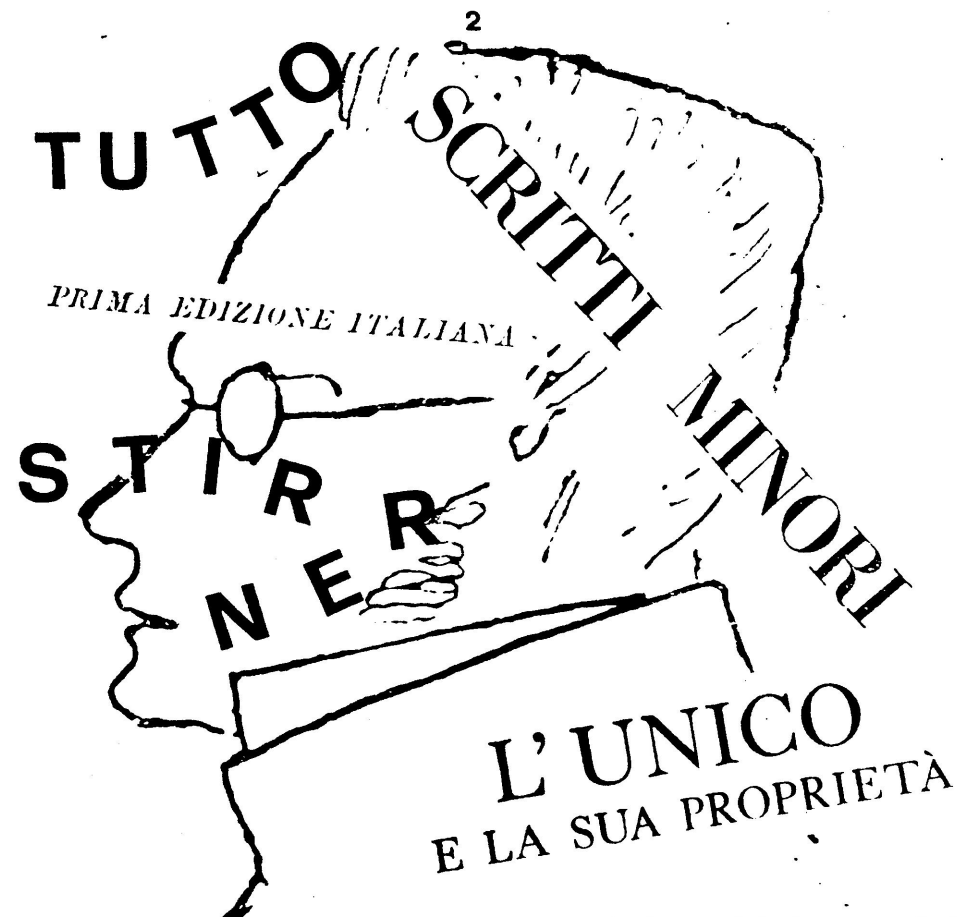 2
TUTTO
SCRITTI
MINORI
PRIMA EDIZIONE ITALIANA
STIR
NER
L'UNICO
E LA SUA PROPRIETÀ